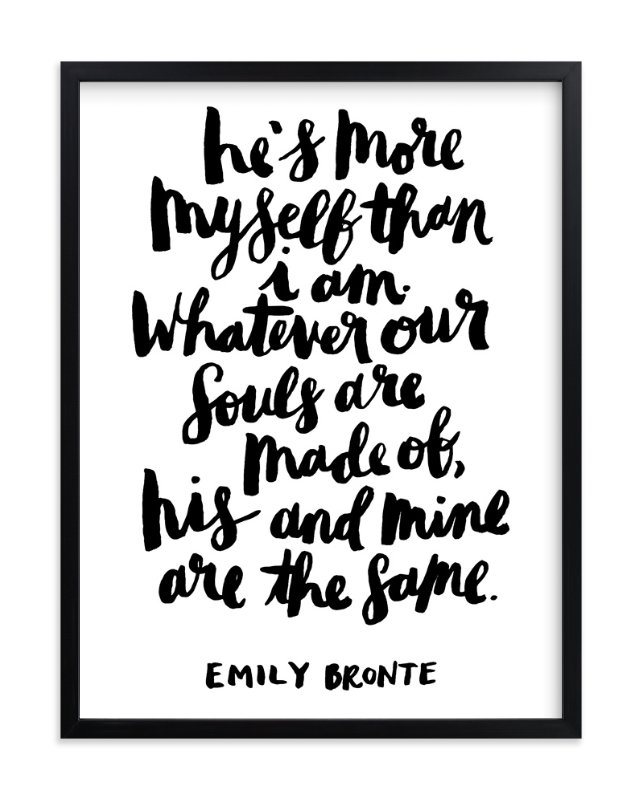 he's more
myself than
i am.
Whatever our
souls are
made of,
his and mine
are the same.
EMILY BRONTE